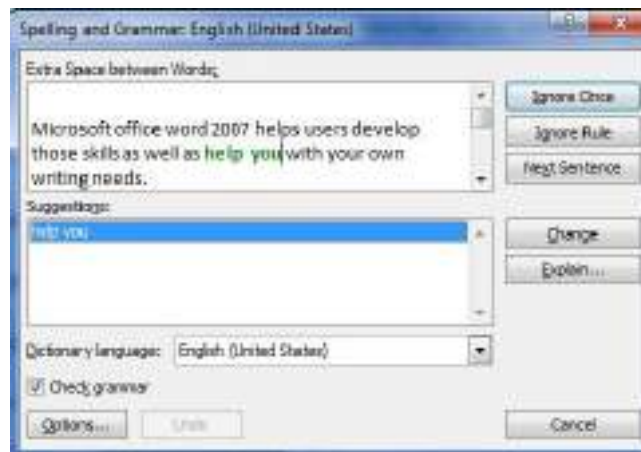 Spelling and Grammar: English (United States)
Extra Space between Words:
Microsoft office word 2007 helps users develop
those skills as well as help  you with your own
writing needs.
Ignore Once
Ignore Rule
Next Sentence
Suggestions:
help you
Change
Explain...
Dictionary language: English (United States)
Check grammar
Options... Undo Cancel